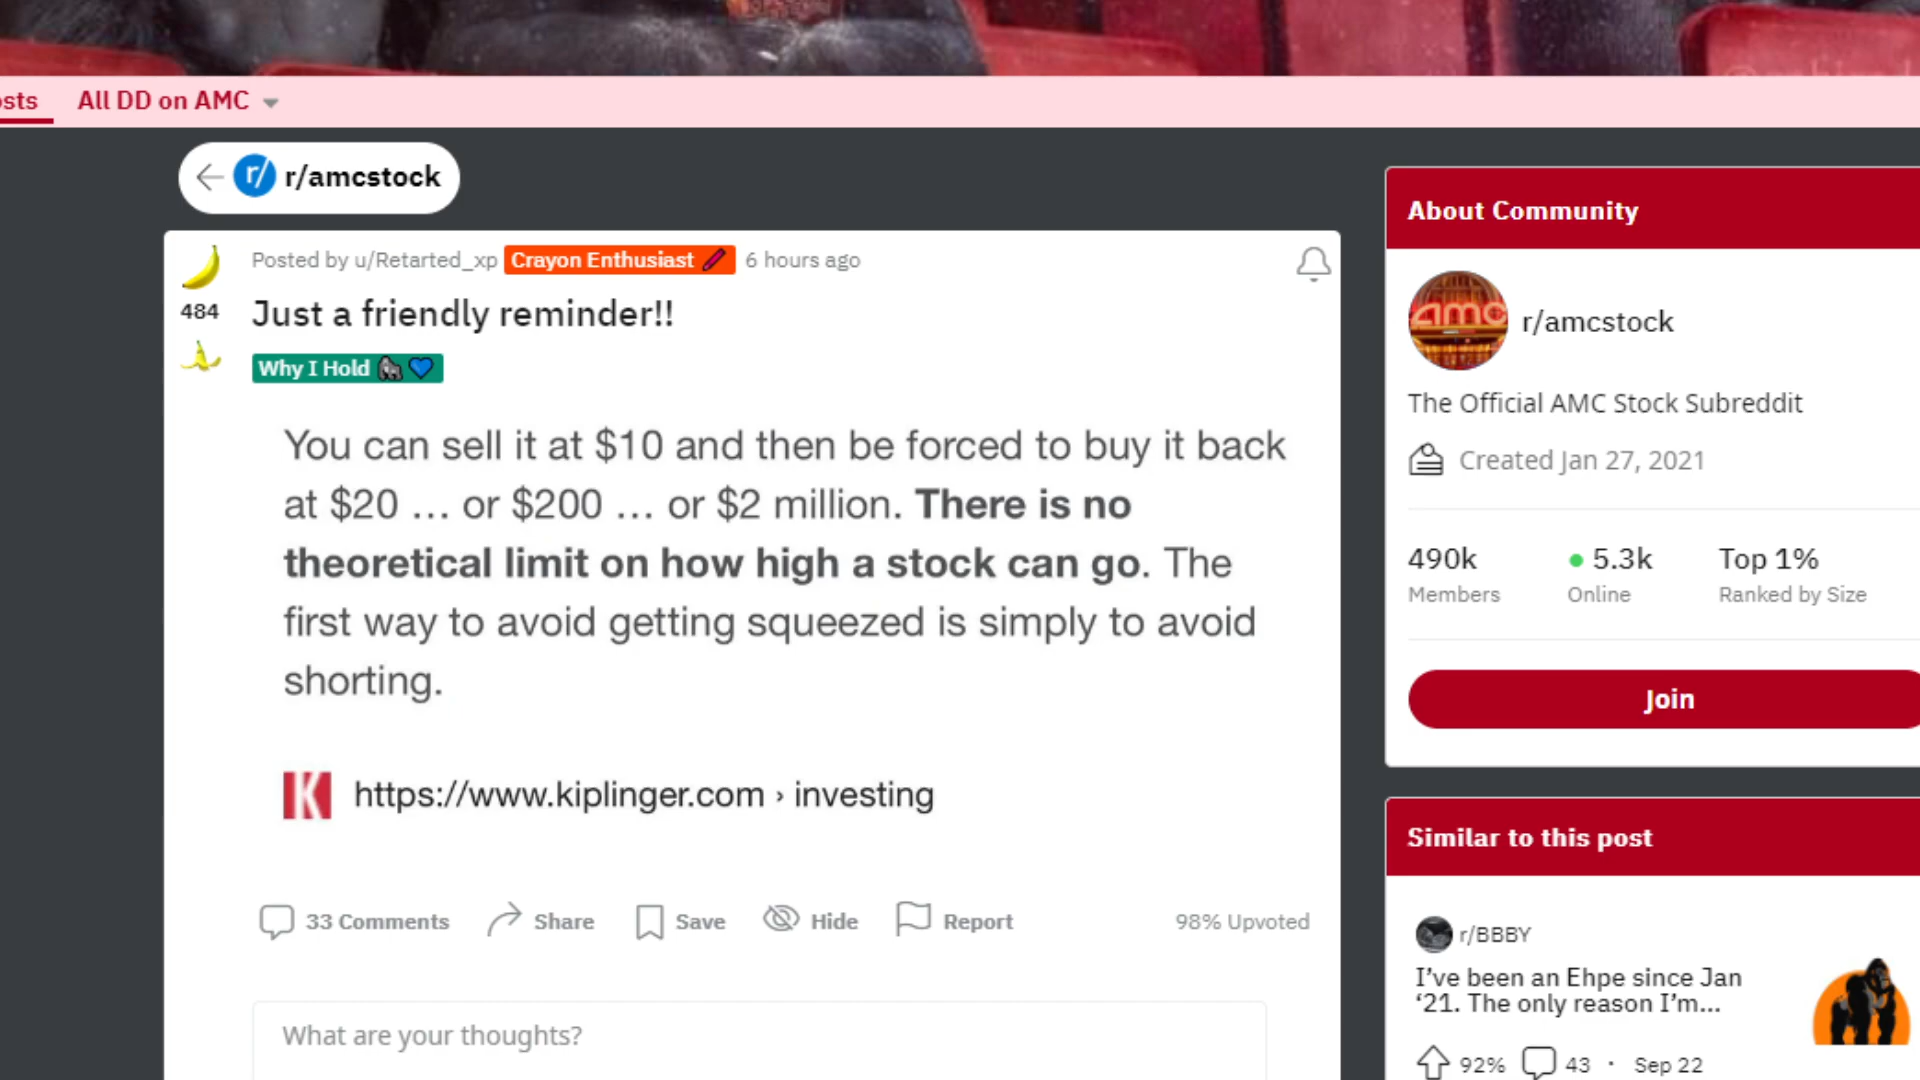 osts
All DD on AMC
r/ r/amcstock
Posted by u/Retarted_xp Crayon Enthusiast 6 hours ago
484
Just a friendly reminder!!
Why I Hold
You can sell it at $10 and then be forced to buy it back
at $20 … or $200 … or $2 million. There is no
theoretical limit on how high a stock can go. The
first way to avoid getting squeezed is simply to avoid
shorting.
K https://www.kiplinger.com › investing
33 Comments Share Save Hide Report 98% Upvoted
What are your thoughts?
About Community
amc
r/amcstock
The Official AMC Stock Subreddit
Created Jan 27, 2021
490k 5.3k Top 1%
Members Online Ranked by Size
Join
Similar to this post
r/BBBY
I've been an Ehpe since Jan
'21. The only reason I'm...
92% 43 · Sep 22